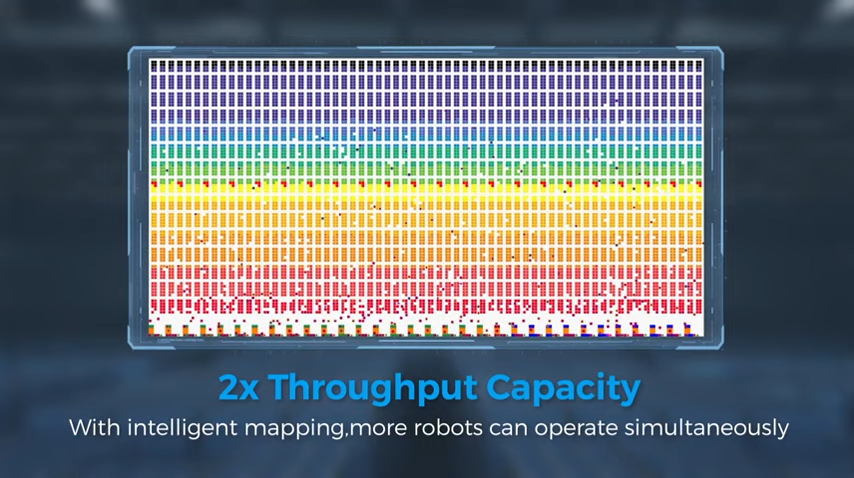 2x Throughput Capacity
With intelligent mapping,more robots can operate simultaneously